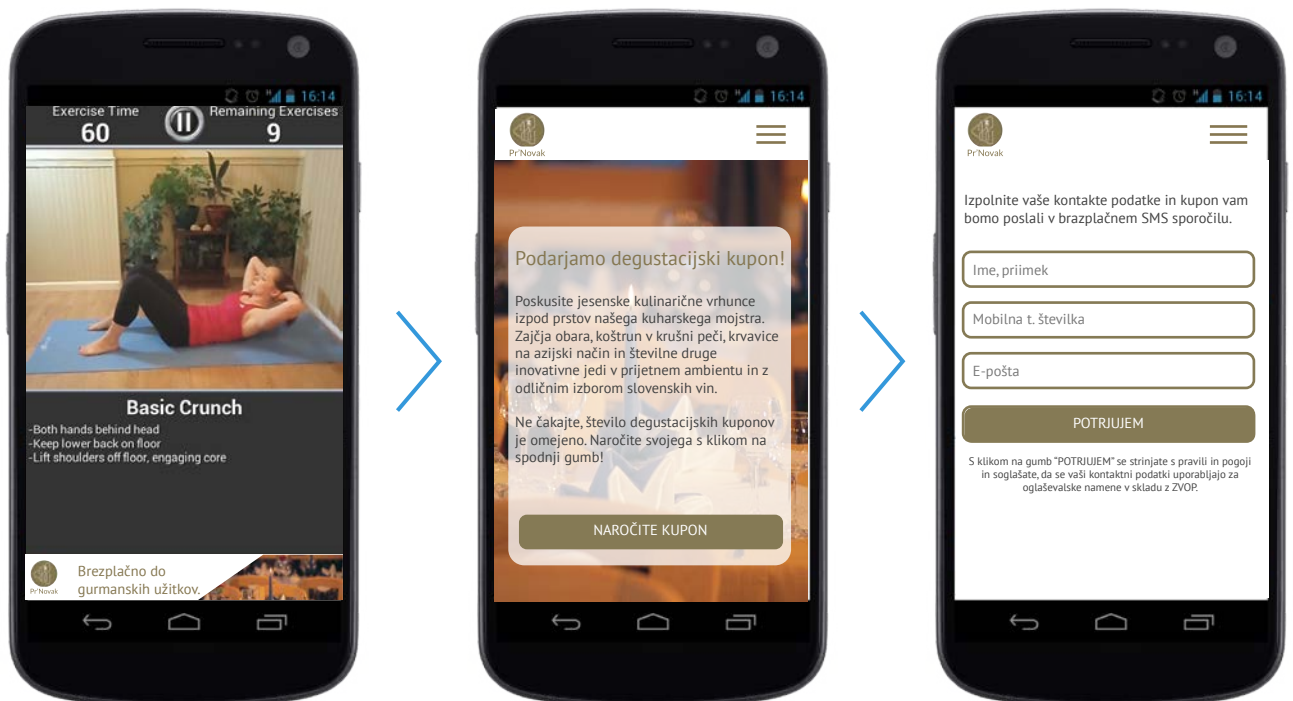 16:14
Exercise Time
Remaining Exercises
60
9
Basic Crunch
-Both hands behind head
-Keep lower back on floor
-Lift shoulders off floor, engaging core
Pr'Novak
Brezplačno do
gurmanskih užitkov.
16:14
Pr'Novak
Podarjamo degustacijski kupon!
Poskusite jesenske kulinarične vrhunce
izpod prstov našega kuharskega mojstra.
Zajčja obara, koštrun v krušni peči, krvavice
na azijski način in številne druge
inovativne jedi v prijetnem ambientu in z
odličnim izborom slovenskih vin.
Ne čakajte, število degustacijskih kuponov
je omejeno. Naročite svojega s klikom na
spodnji gumb!
NAROČITE KUPON
16:14
Pr'Novak
Izpolnite vaše kontakte podatke in kupon vam
bomo poslali v brazplačnem SMS sporočilu.
Ime, priimek
Mobilna t. številka
E-pošta
POTRJUJEM
S klikom na gumb “POTRJUJEM” se strinjate s pravili in pogoji
in soglašate, da se vaši kontaktni podatki uporabljajo za
oglaševalske namene v skladu z ZVOP.